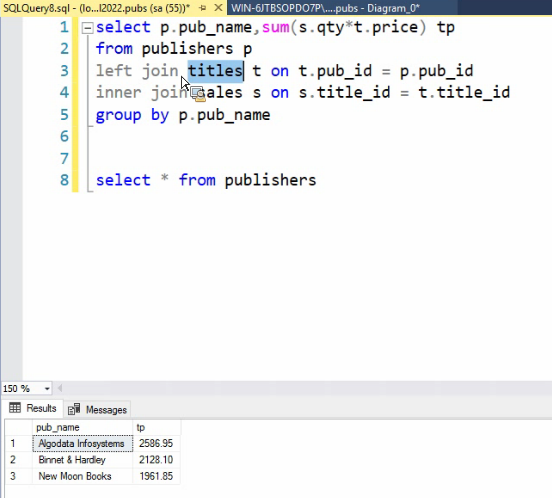 SQLQuery8.sql - (lo...l2022.pubs (sa (55))* WIN-6JTBSOPDO7P\....pubs - Diagram_0*
1 select p.pub_name,sum(s.qty*t.price) tp
2 from publishers p
3 left join titles t on t.pub_id = p.pub_id
4 inner join sales s on s.title_id = t.title_id
5 group by p.pub_name
6
7
8 select * from publishers
150 %
Results Messages
pub_name tp
1 Algodata Infosystems 2586.95
2 Binnet & Hardley 2128.10
3 New Moon Books 1961.85